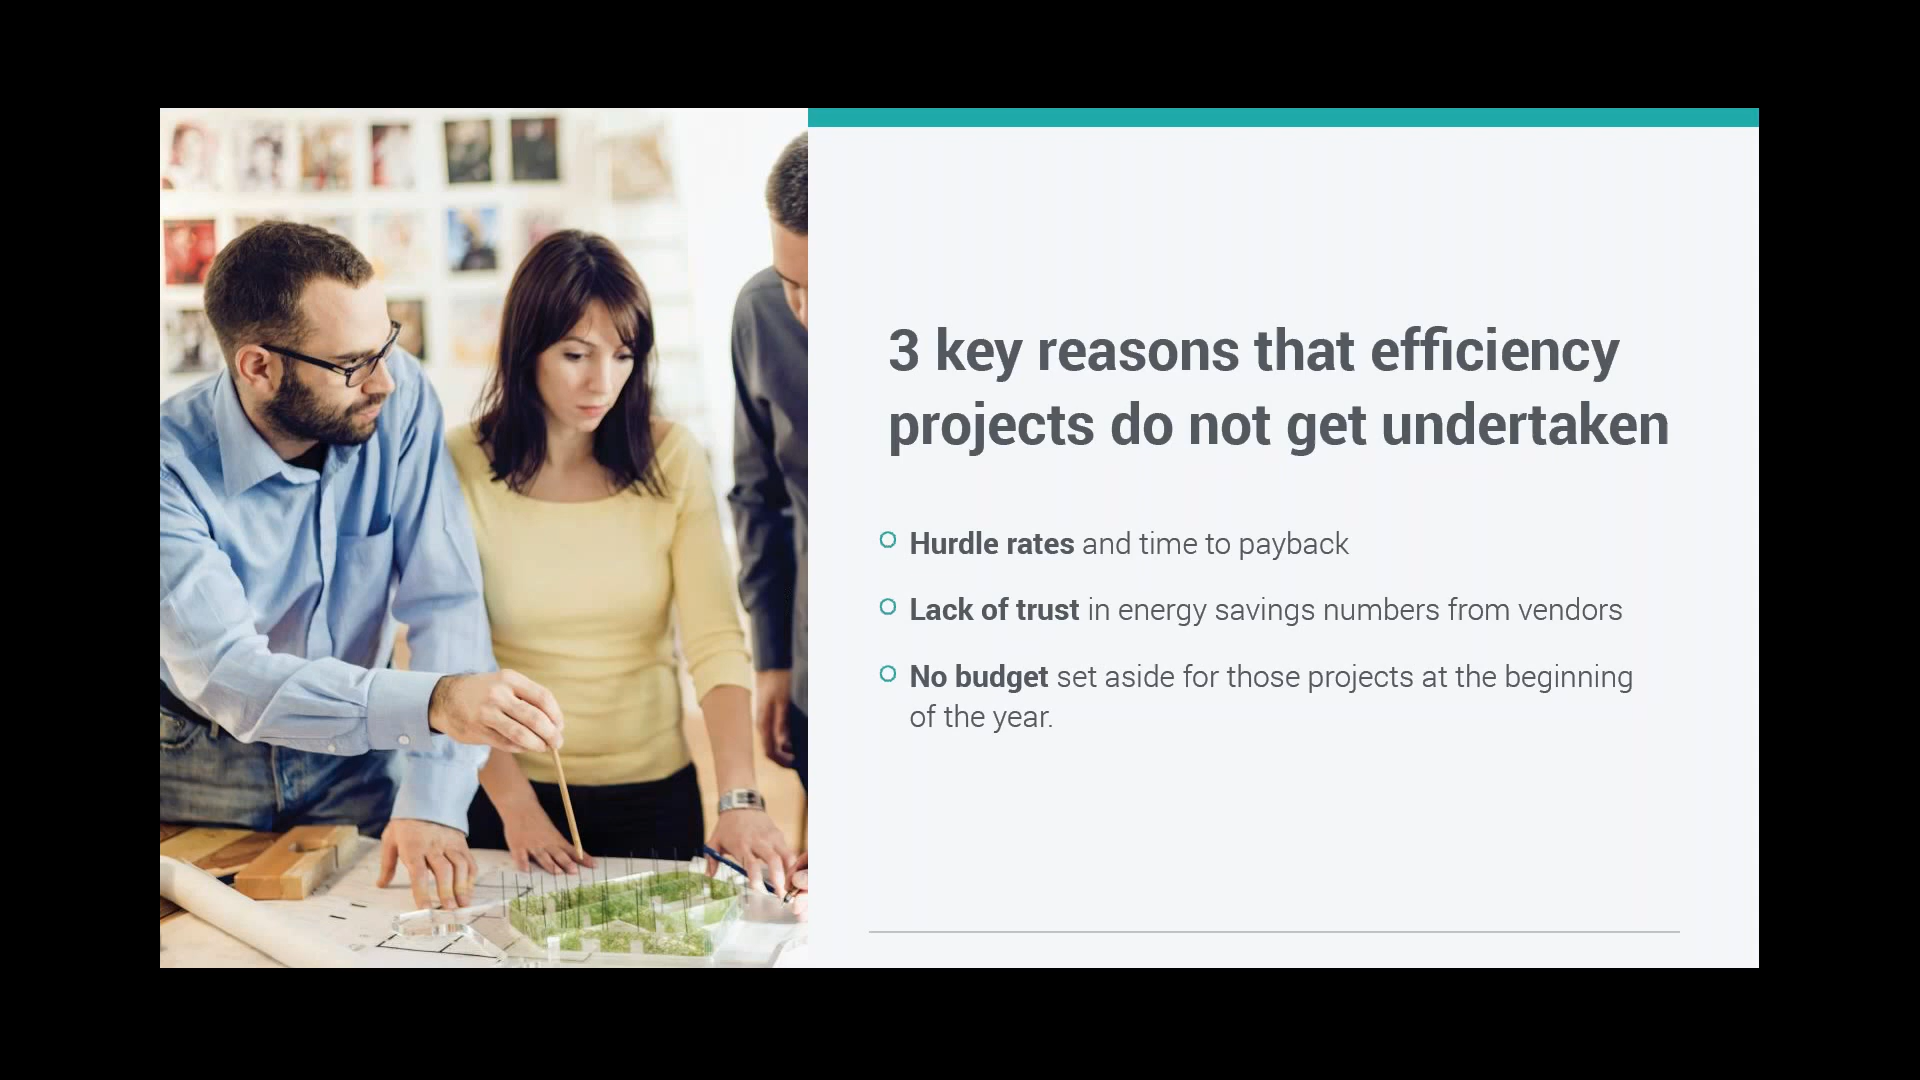 3 key reasons that efficiency
projects do not get undertaken
Hurdle rates and time to payback
Lack of trust in energy savings numbers from vendors
No budget set aside for those projects at the beginning
of the year.